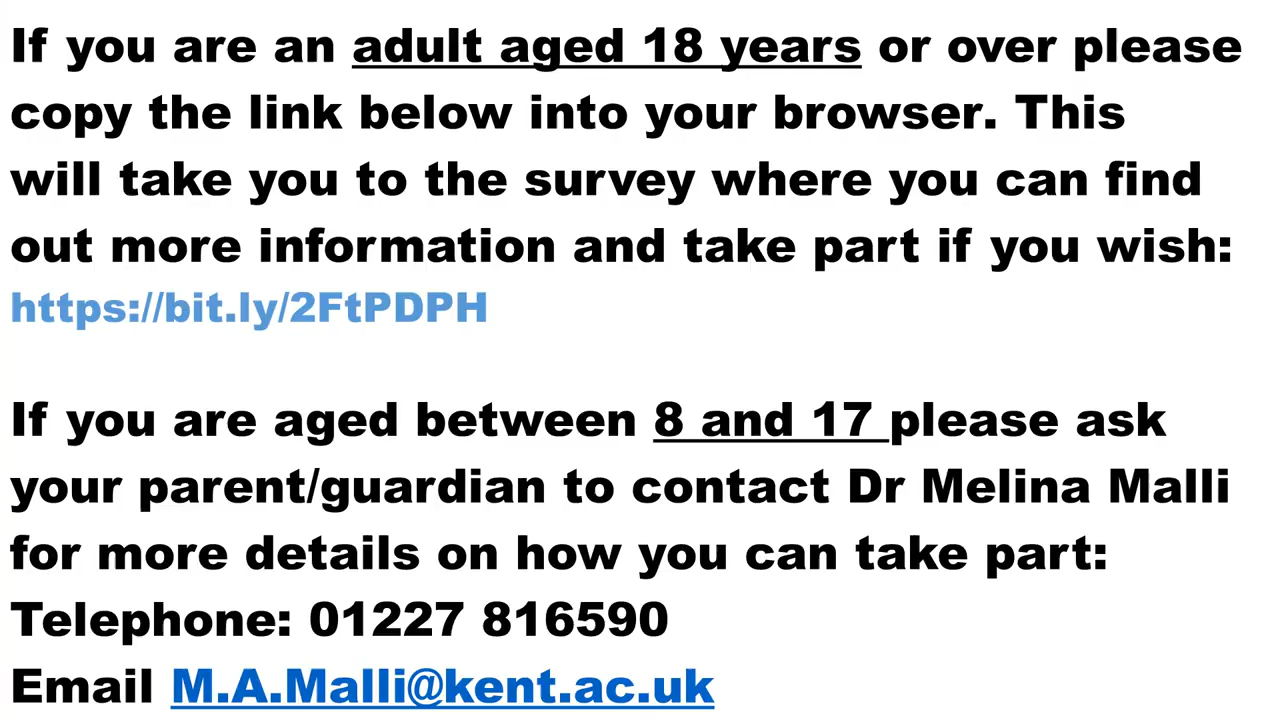 If you are an adult aged 18 years or over please
copy the link below into your browser. This
will take you to the survey where you can find
out more information and take part if you wish:
https://bit.ly/2FtPDPH
If you are aged between 8 and 17 please ask
your parent/guardian to contact Dr Melina Malli
for more details on how you can take part:
Telephone: 01227 816590
Email M.A.Malli@kent.ac.uk